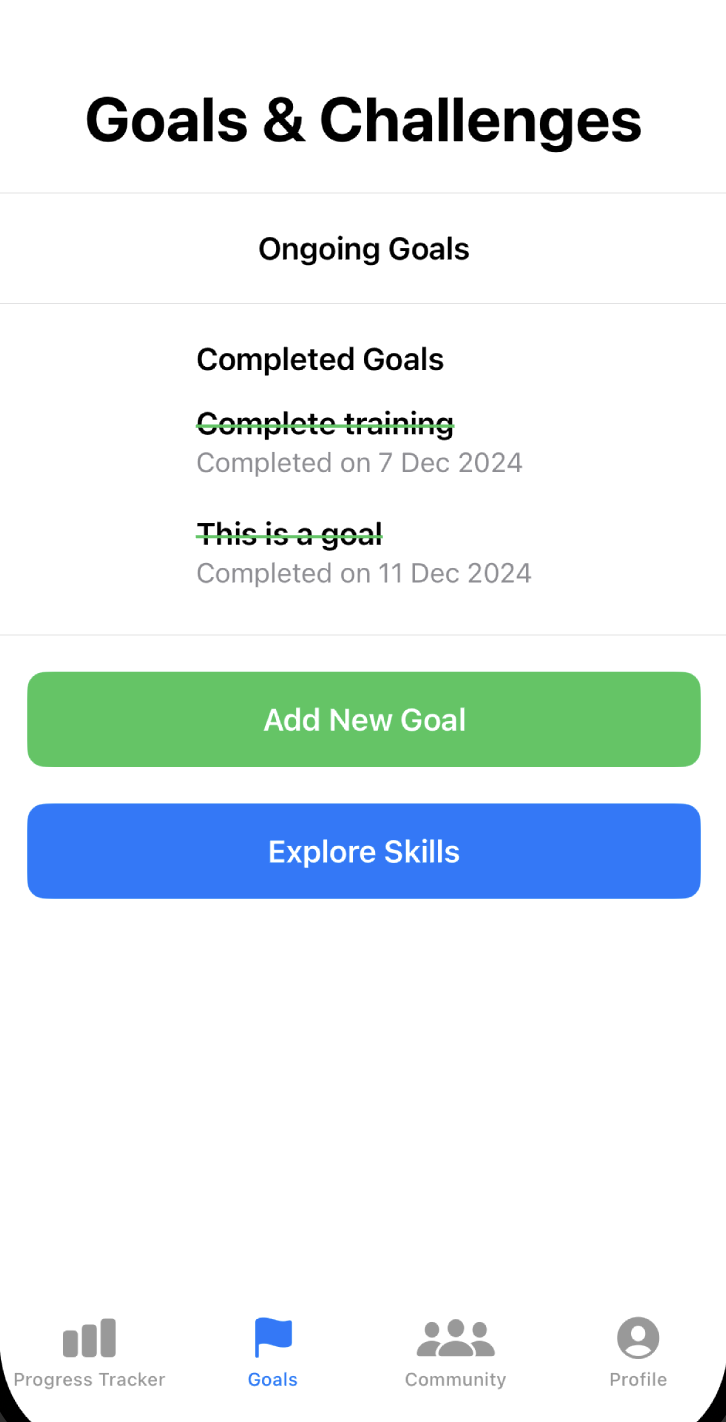 Goals & Challenges
Ongoing Goals
Completed Goals
Complete training
Completed on 7 Dec 2024
This is a goal
Completed on 11 Dec 2024
Add New Goal
Explore Skills
Progress Tracker
Goals
Community
Profile